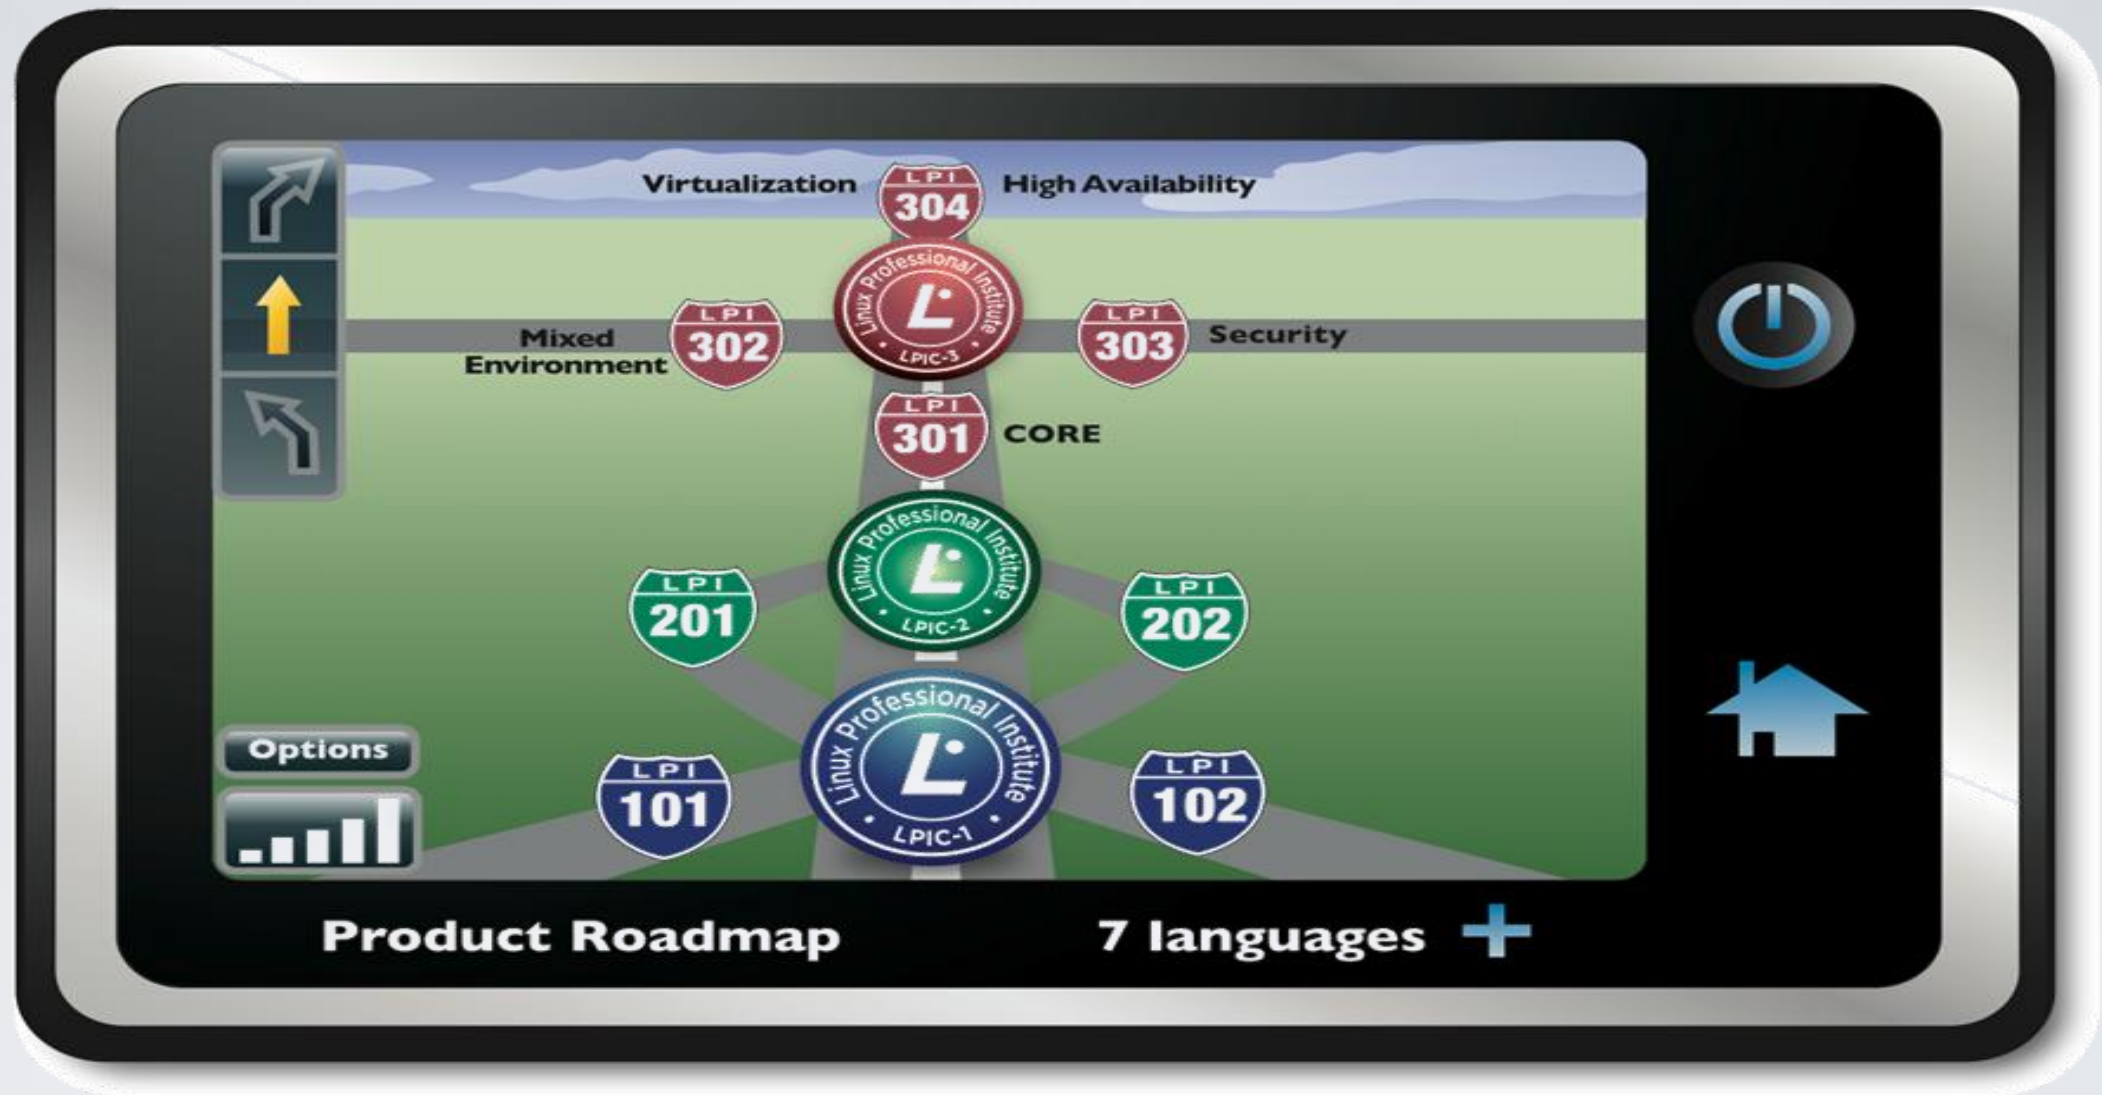 Virtualization
LPI
304
High Availability
Linux Professional Institute
LPIC-3
Mixed
Environment
LPI
302
LPI
303
Security
LPI
301
CORE
Linux Professional Institute
LPIC-2
LPI
201
LPI
202
Linux Professional Institute
LPIC-1
LPI
101
LPI
102
Options
Product Roadmap
7 languages +